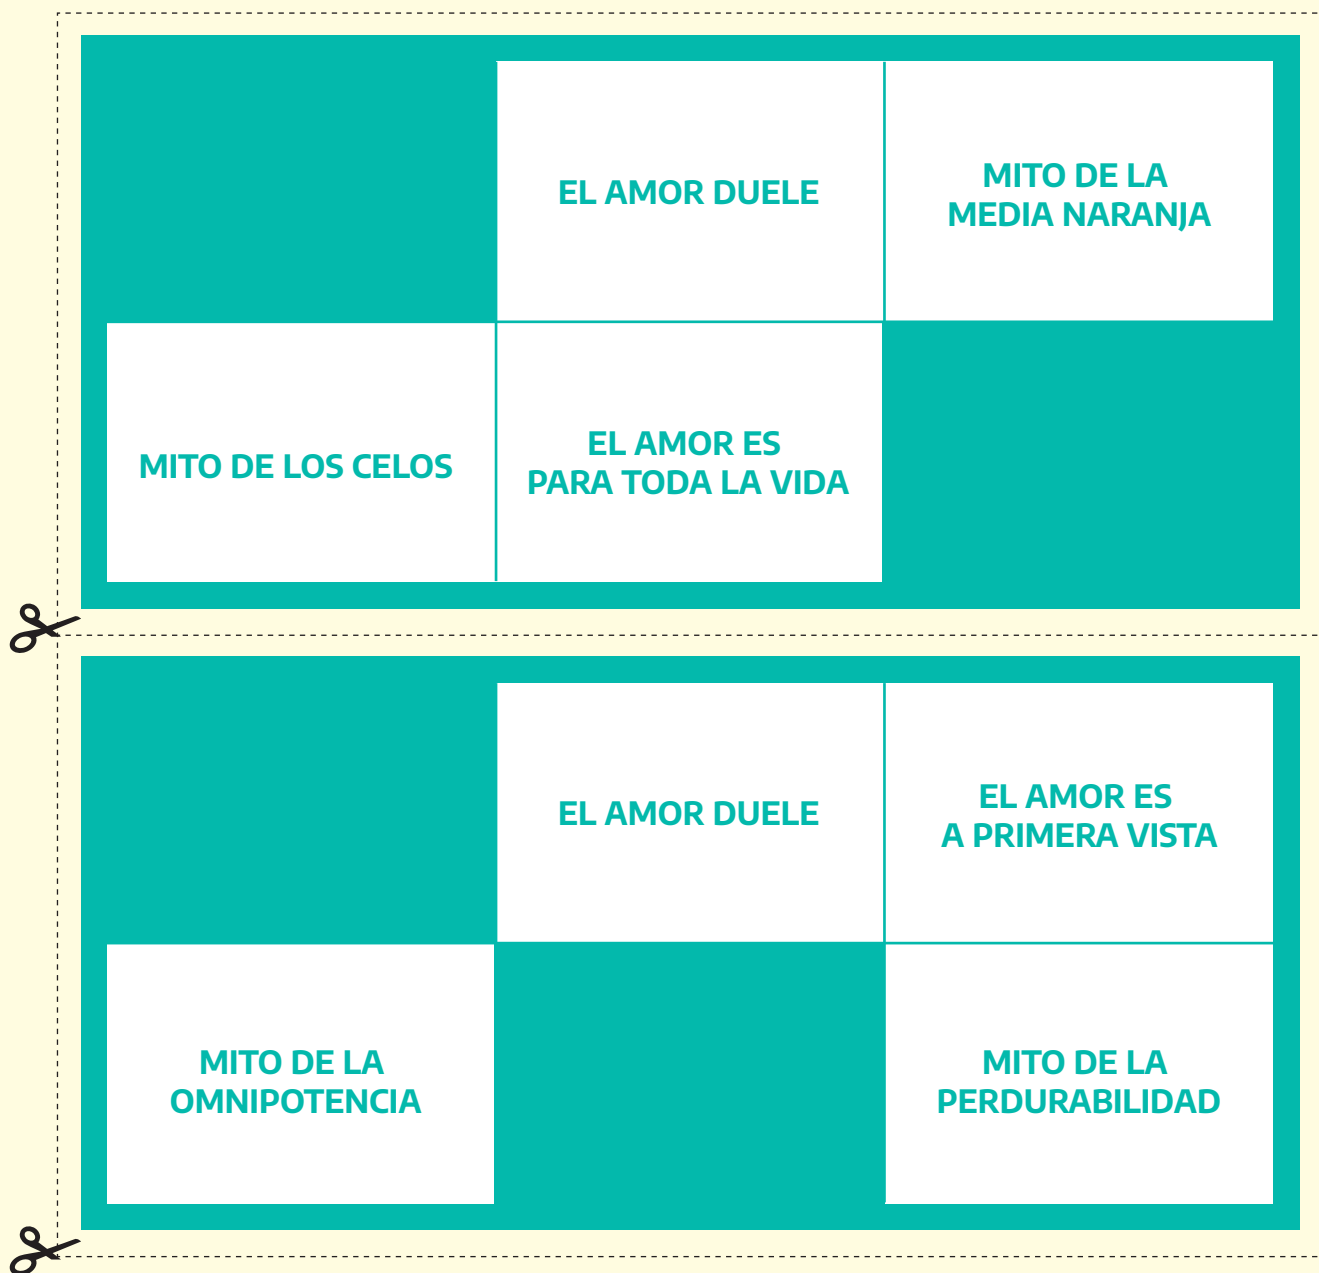 EL AMOR DUELE
MITO DE LA
MEDIA NARANJA
MITO DE LOS CELOS
EL AMOR ES
PARA TODA LA VIDA
EL AMOR DUELE
EL AMOR ES
A PRIMERA VISTA
MITO DE LA
OMNIPOTENCIA
MITO DE LA
PERDURABILIDAD